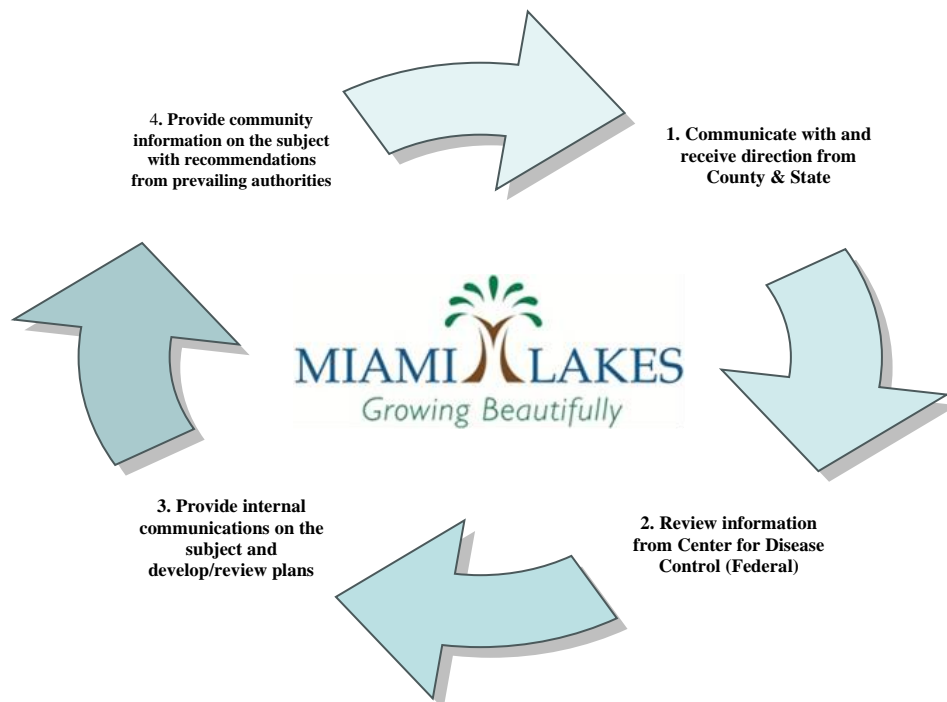 4. Provide community
information on the subject
with recommendations
from prevailing authorities
1. Communicate with and
receive direction from
County & State
MIAMI LAKES
Growing Beautifully
3. Provide internal
communications on the
subject and
develop/review plans
2. Review information
from Center for Disease
Control (Federal)